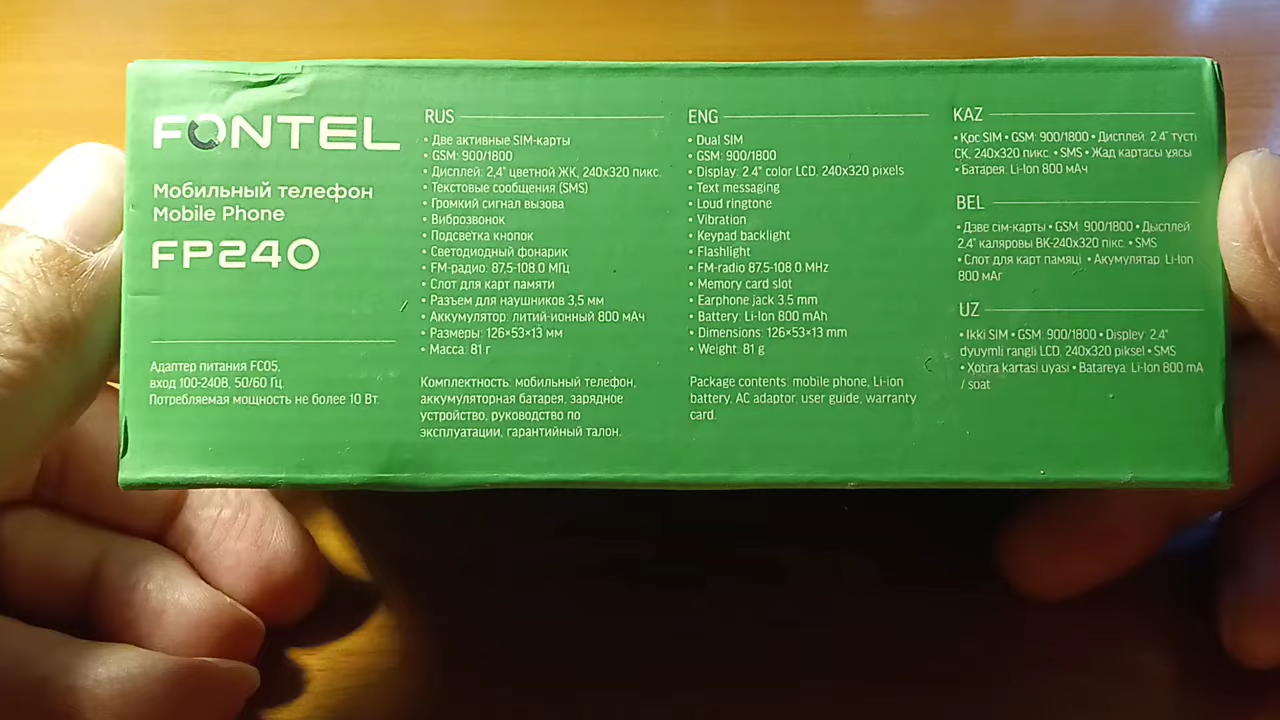 FONTEL
Мобильный телефон
Mobile Phone
FP240
Адаптер питания FC05,
вход 100-240В, 50/60 Гц.
Потребляемая мощность не более 10 Вт.
RUS
• Две активные SIM-карты
• GSM: 900/1800
• Дисплей: 2,4" цветной ЖК, 240х320 пикс.
• Текстовые сообщения (SMS)
• Громкий сигнал вызова
• Виброзвонок
• Подсветка кнопок
• Светодиодный фонарик
• FM-радио: 87,5-108.0 МГц
• Слот для карт памяти
• Разъем для наушников 3,5 мм
• Аккумулятор: литий-ионный 800 мАч
• Размеры: 126×53×13 мм
• Масса: 81 г
Комплектность: мобильный телефон,
аккумуляторная батарея, зарядное
устройство, руководство по
эксплуатации, гарантийный талон.
ENG
• Dual SIM
• GSM: 900/1800
• Display: 2.4" color LCD, 240x320 pixels
• Text messaging
• Loud ringtone
• Vibration
• Keypad backlight
• Flashlight
• FM-radio 87.5-108.0 MHz
• Memory card slot
• Earphone jack 3.5 mm
• Battery: Li-Ion 800 mAh
• Dimensions: 126×53×13 mm
• Weight: 81 g
Package contents: mobile phone, Li-ion
battery, AC adaptor, user guide, warranty
card.
KAZ
• Қос SIM • GSM: 900/1800 • Дисплей: 2.4" түсті
СК, 240х320 пикс. • SMS • Жад картасы ұясы
• Батарея: Li-Ion 800 мАч
BEL
• Дзве сім-карты • GSM: 900/1800 • Дысплей:
2.4" каляровы ВК-240х320 пікс. • SMS
• Слот для карт памяці • Акумулятар: Li-Ion
800 мАг
UZ
• Ikki SIM • GSM: 900/1800 • Displey: 2.4"
dyuymli rangli LCD, 240x320 piksel • SMS
• Xotira kartasi uyasi • Batareya: Li-Ion 800 mA
/ soat